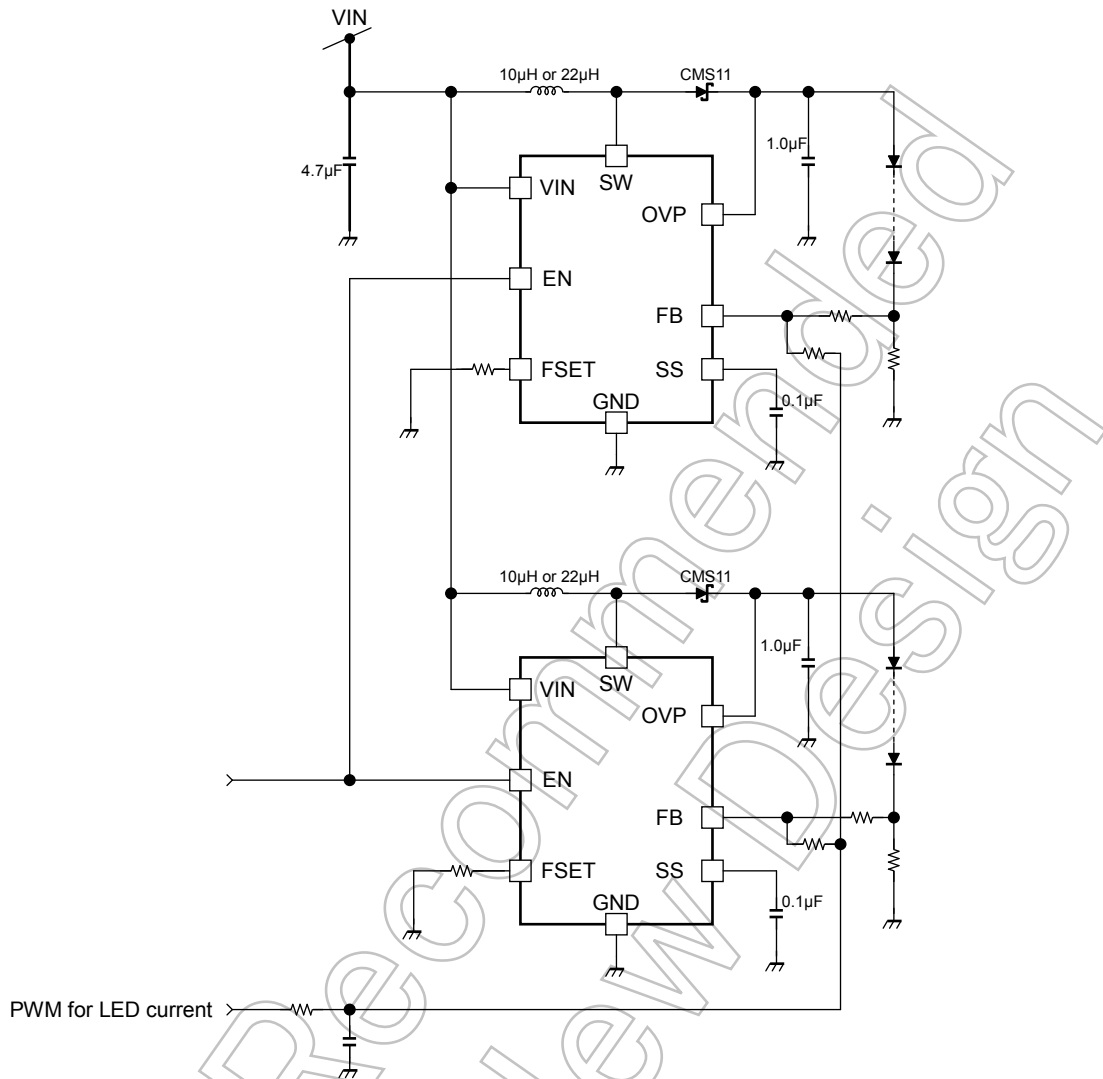 VIN
10μH or 22μH
CMS11
4.7μF
1.0μF
VIN
SW
OVP
EN
FB
FSET
SS
GND
0.1μF
10μH or 22μH
CMS11
1.0μF
VIN
SW
OVP
EN
FB
FSET
SS
GND
0.1μF
PWM for LED current
Recommended
ew Design